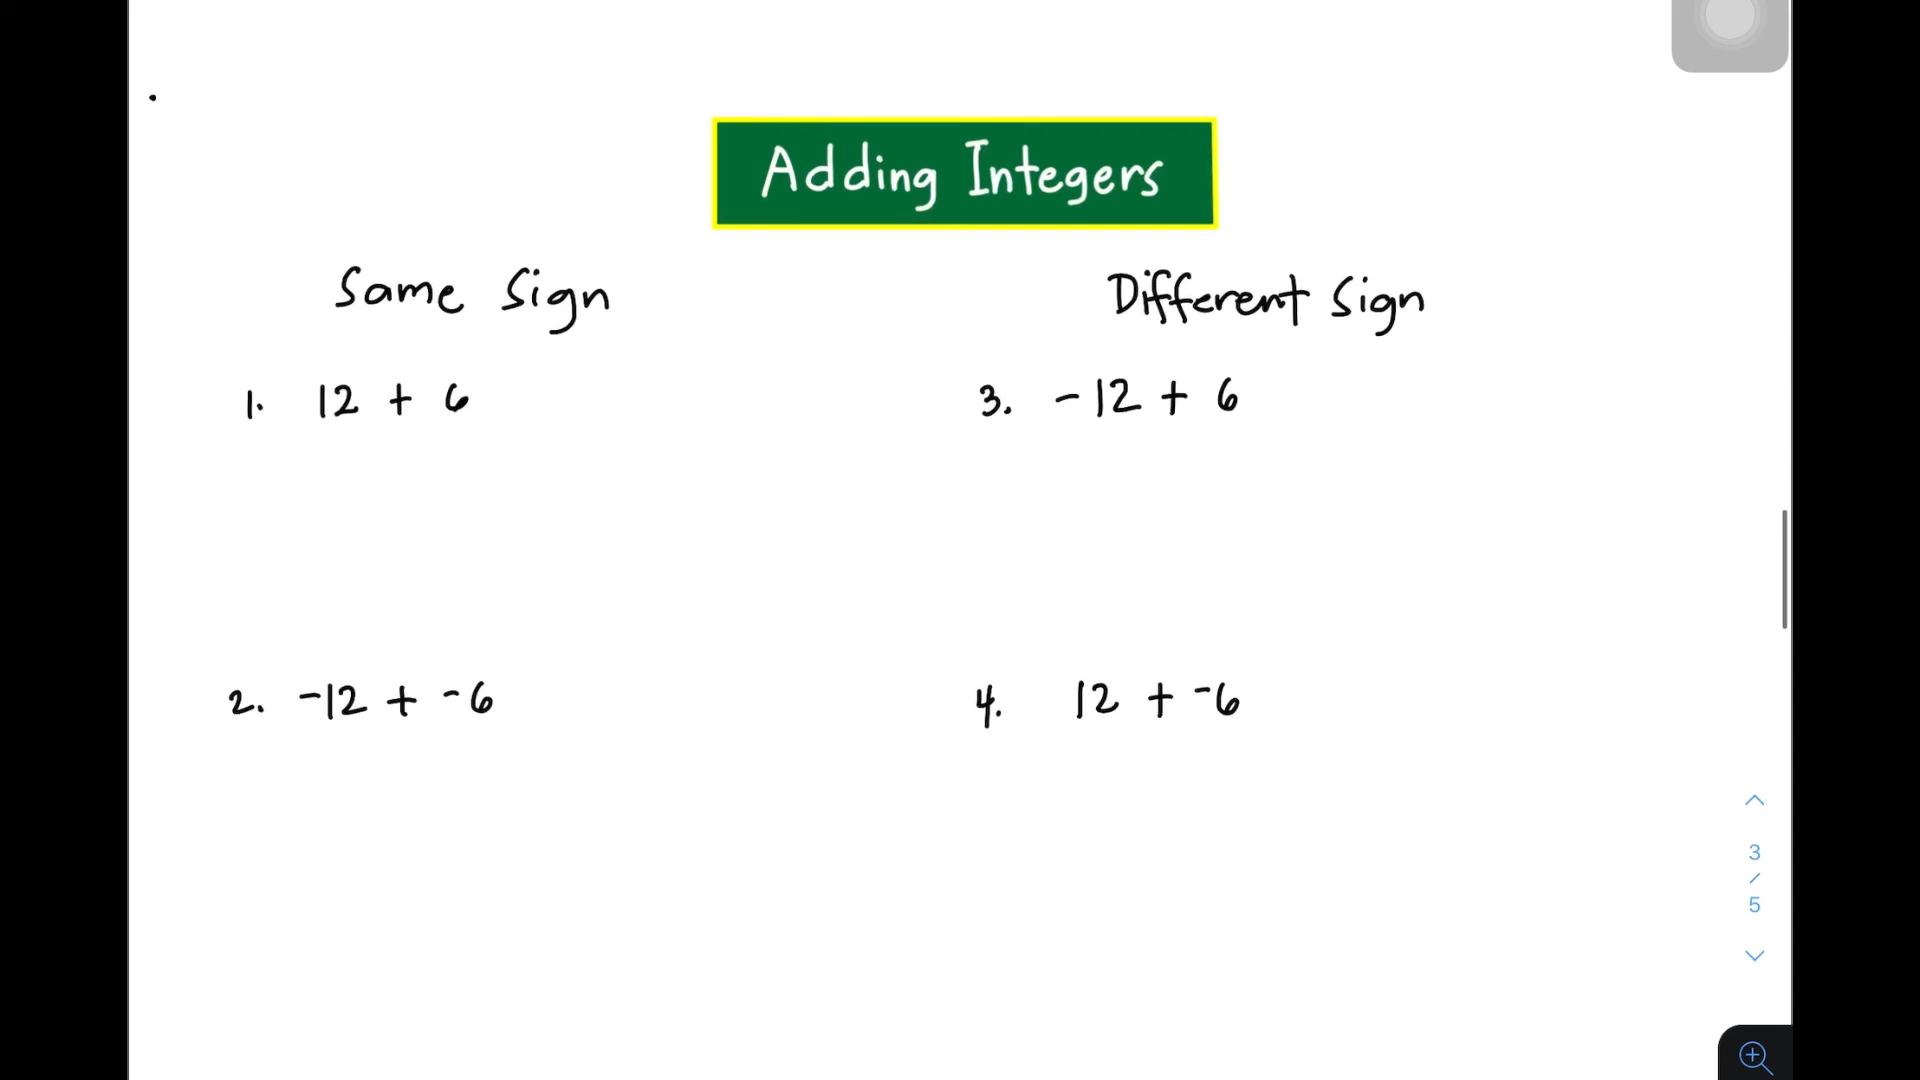 Adding Integers
Same Sign
Different Sign
1. 12 + 6
3. -12 + 6
2. -12 + -6
4. 12 + -6
3
/
5